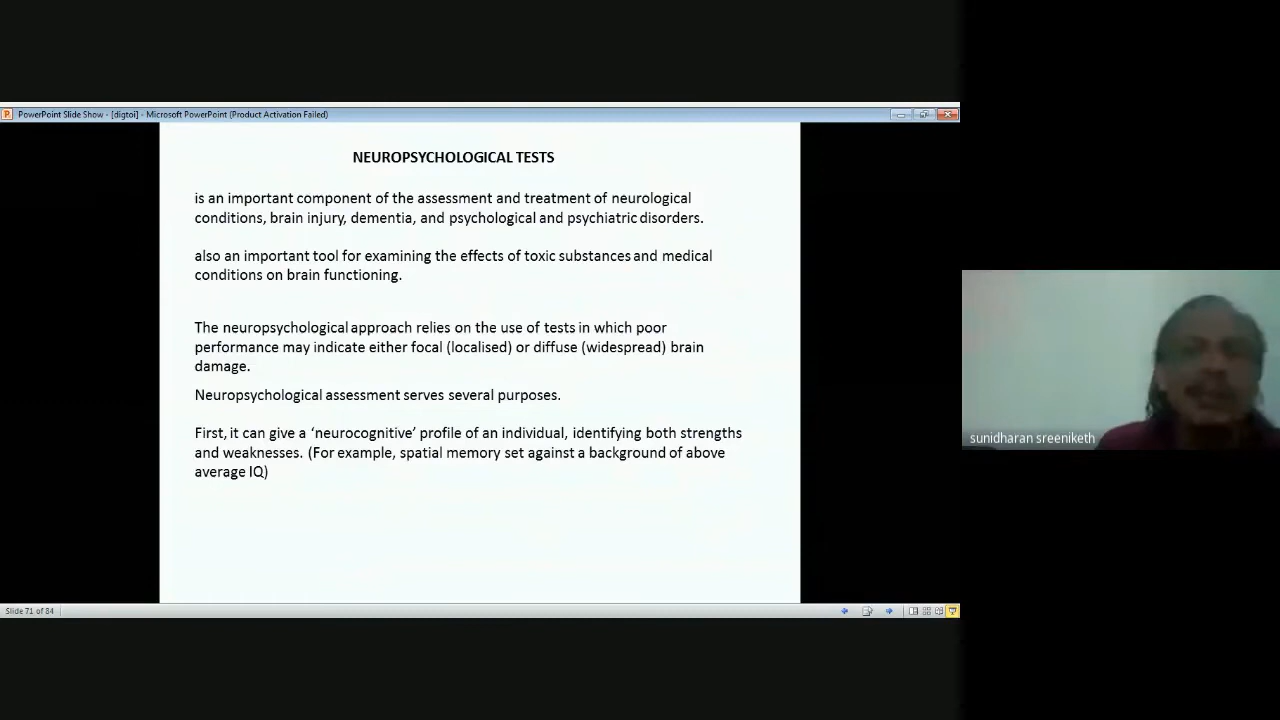 PowerPoint Slide Show - [digtoi] - Microsoft PowerPoint (Product Activation Failed)
NEUROPSYCHOLOGICAL TESTS
is an important component of the assessment and treatment of neurological
conditions, brain injury, dementia, and psychological and psychiatric disorders.
also an important tool for examining the effects of toxic substances and medical
conditions on brain functioning.
The neuropsychological approach relies on the use of tests in which poor
performance may indicate either focal (localised) or diffuse (widespread) brain
damage.
Neuropsychological assessment serves several purposes.
First, it can give a ‘neurocognitive’ profile of an individual, identifying both strengths
and weaknesses. (For example, spatial memory set against a background of above
average IQ)
sunidharan sreeniketh
Slide 71 of 84